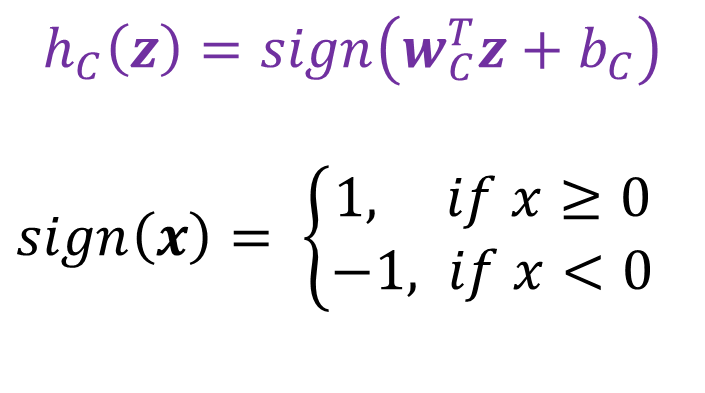 h_C(z) = sign(w_C^T z + b_C)
sign(x) = { 1, if x ≥ 0
−1, if x < 0